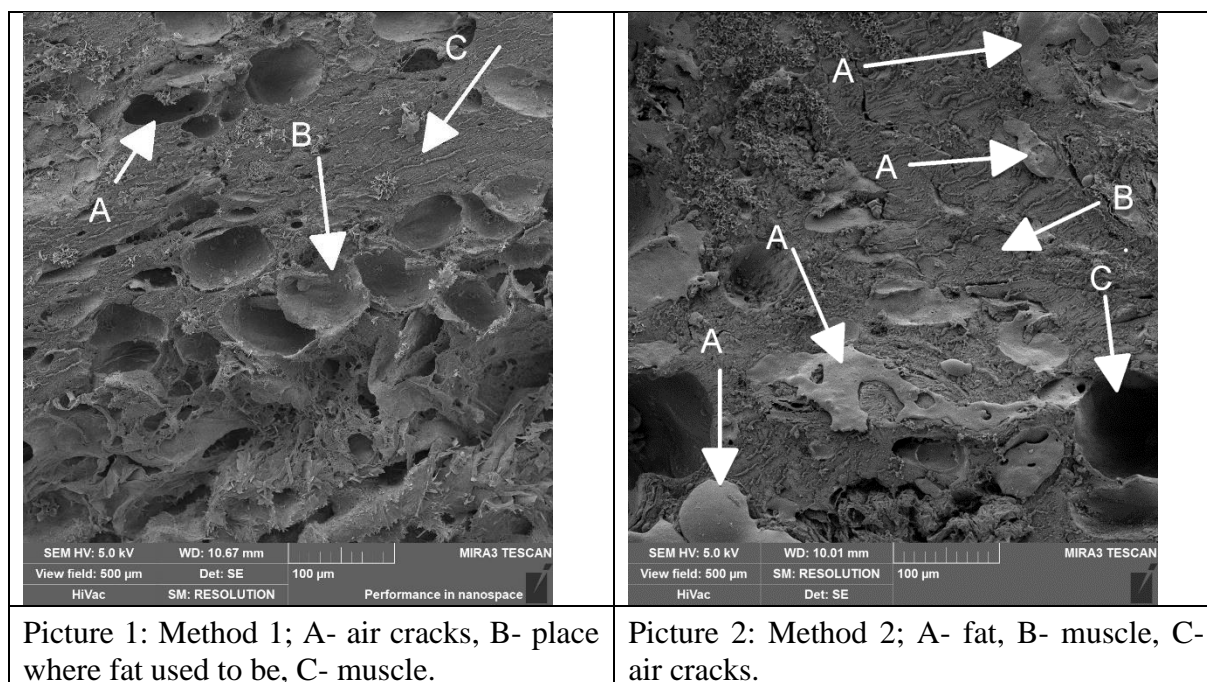 C
B
A
SEM HV: 5.0 kV WD: 10.67 mm MIRA3 TESCAN
View field: 500 µm Det: SE 100 µm
HiVac SM: RESOLUTION Performance in nanospace
A
A
B
A
C
A
SEM HV: 5.0 kV WD: 10.01 mm MIRA3 TESCAN
View field: 500 µm Det: SE 100 µm
HiVac SM: RESOLUTION
Picture 1: Method 1; A- air cracks, B- place
where fat used to be, C- muscle.
Picture 2: Method 2; A- fat, B- muscle, C-
air cracks.